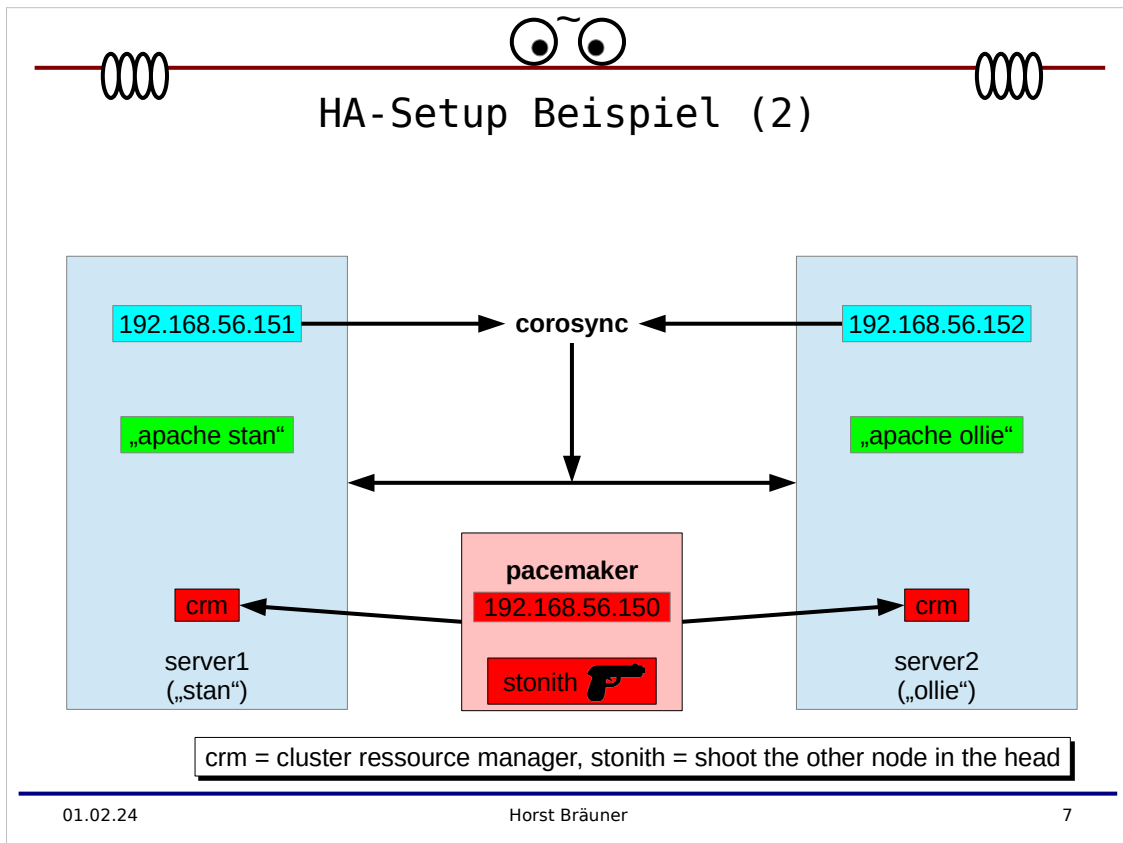 HA-Setup Beispiel (2)
192.168.56.151
corosync
192.168.56.152
„apache stan“
„apache ollie“
pacemaker
192.168.56.150
crm
crm
stonith
server1
(„stan“)
server2
(„ollie“)
crm = cluster ressource manager, stonith = shoot the other node in the head
01.02.24
Horst Bräuner
7